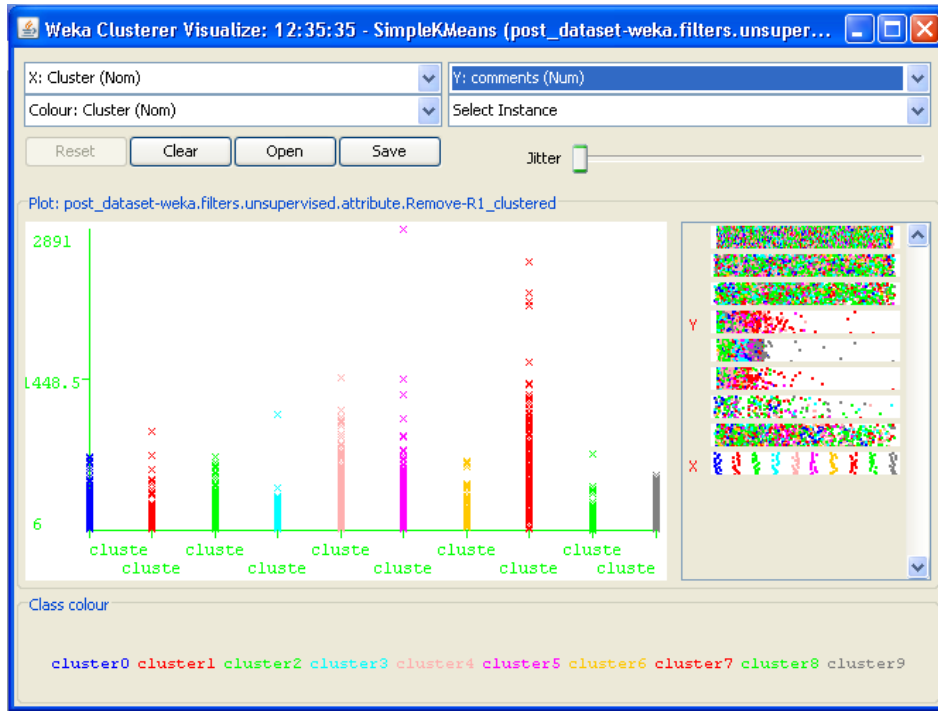 Weka Clusterer Visualize: 12:35:35 - SimpleKMeans (post_dataset-weka.filters.unsuper...
X: Cluster (Nom) Y: comments (Num)
Colour: Cluster (Nom) Select Instance
Reset Clear Open Save Jitter
Plot: post_dataset-weka.filters.unsupervised.attribute.Remove-R1_clustered
2891
Y
1448.5
X
6
cluste cluste cluste cluste cluste
cluste cluste cluste cluste cluste
Class colour
cluster0 cluster1 cluster2 cluster3 cluster4 cluster5 cluster6 cluster7 cluster8 cluster9